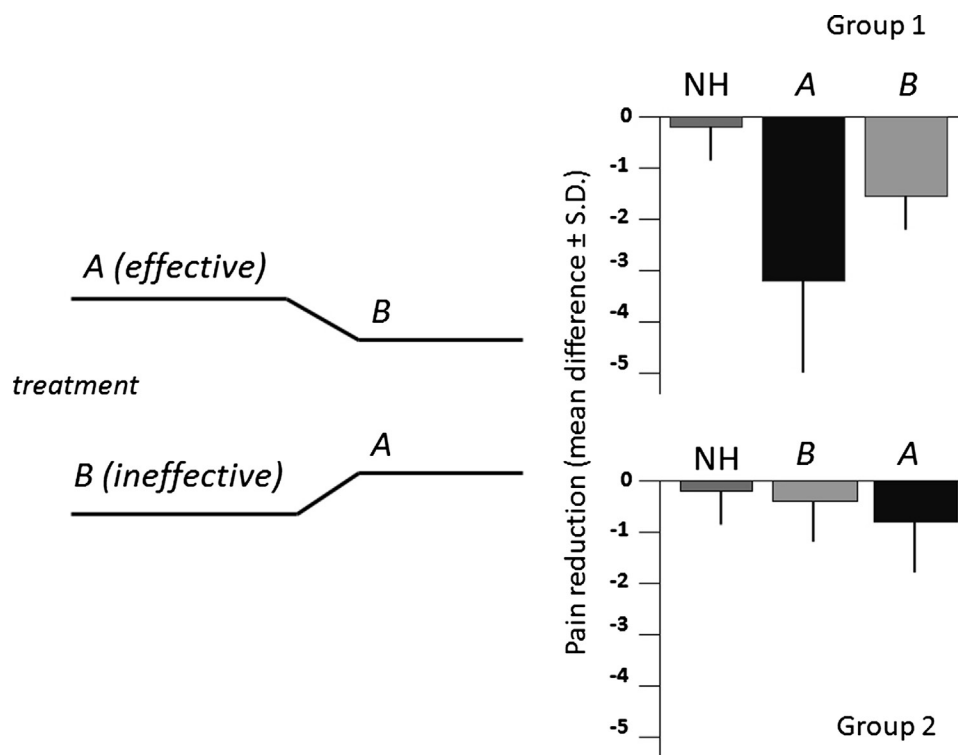 Group 1
NH A B
0
-1
-2
-3
-4
-5
A (effective)
B
treatment
B (ineffective)
A
Pain reduction (mean difference ± S.D.)
NH B A
0
-1
-2
-3
-4
-5
Group 2